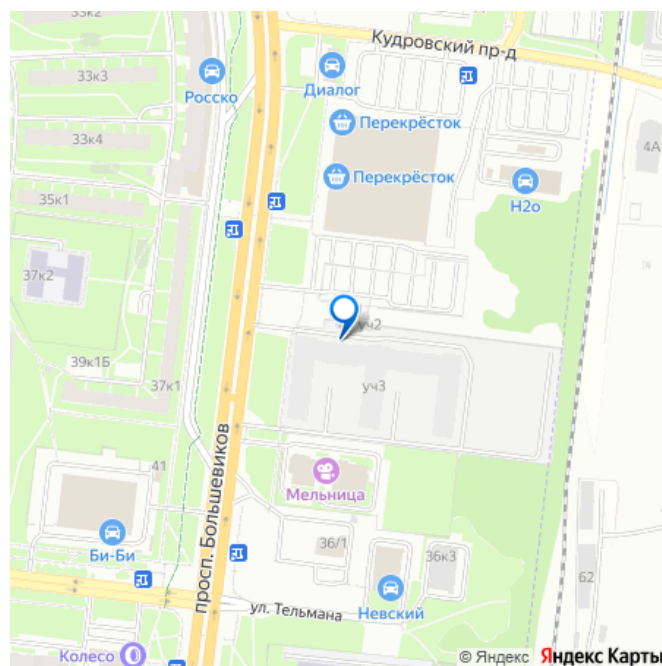 33к2
Кудровский пр-д
33к3
Росско
Диалог
Перекрёсток
33к4
4А
Перекрёсток
Н2о
35к1
37к2
уч2
39к1Б
37к1
уч3
просп. Большевиков
41
Мельница
Би-Би
36/1
36к3
62
ул. Тельмана
Невский
Колесо
© Яндекс Яндекс Карты